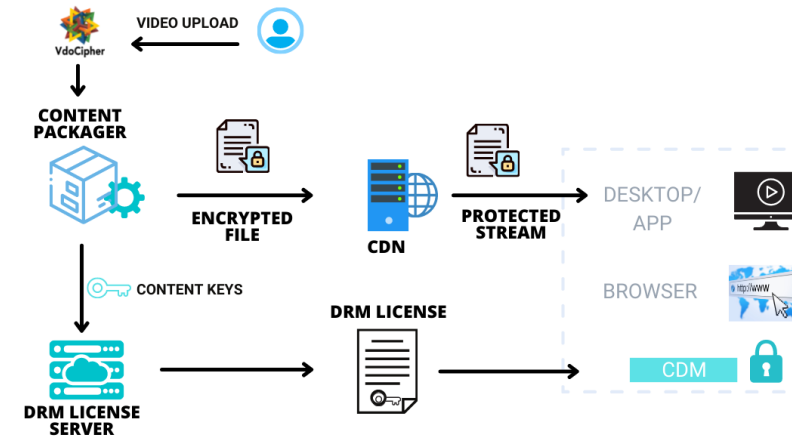 VIDEO UPLOAD
VdoCipher
CONTENT
PACKAGER
ENCRYPTED
FILE
CDN
PROTECTED
STREAM
DESKTOP/
APP
CONTENT KEYS
BROWSER
http://www
DRM LICENSE
CDM
DRM LICENSE
SERVER